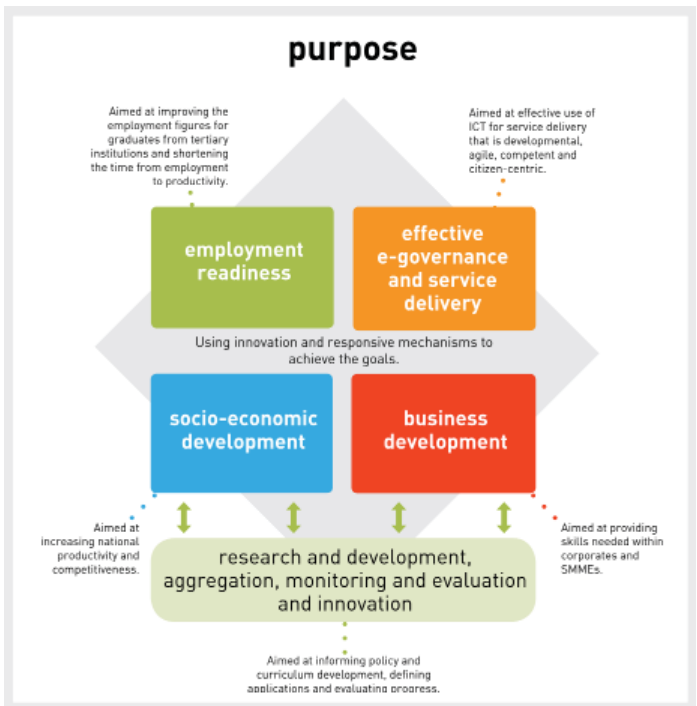 purpose
Aimed at improving the
employment figures for
graduates from tertiary
institutions and shortening
the time from employment
to productivity.
Aimed at effective use of
ICT for service delivery
that is developmental,
agile, competent and
citizen-centric.
employment
readiness
effective
e-governance
and service
delivery
Using innovation and responsive mechanisms to
achieve the goals.
socio-economic
development
business
development
Aimed at
increasing national
productivity and
competitiveness.
Aimed at providing
skills needed within
corporates and
SMMEs.
research and development,
aggregation, monitoring and evaluation
and innovation
Aimed at informing policy and
curriculum development, defining
applications and evaluating progress.